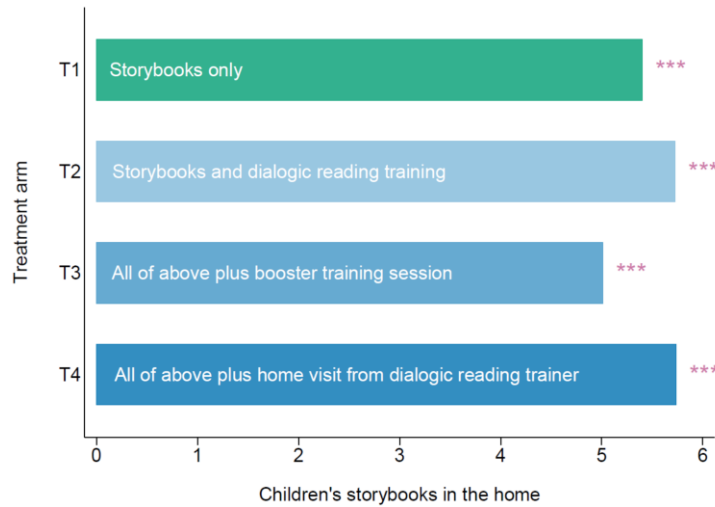 Treatment arm
T1
Storybooks only
***
T2
Storybooks and dialogic reading training
***
T3
All of above plus booster training session
***
T4
All of above plus home visit from dialogic reading trainer
***
0 1 2 3 4 5 6
Children's storybooks in the home